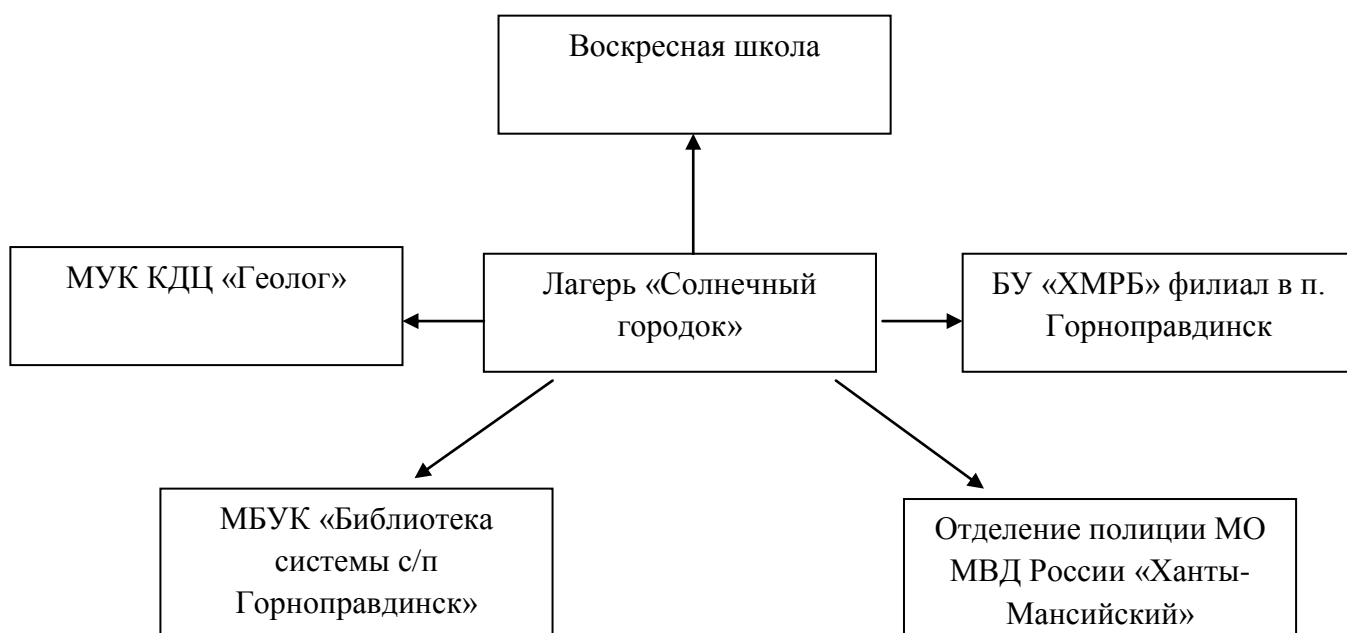 Воскресная школа
МУК КДЦ «Геолог»
Лагерь «Солнечный
городок»
БУ «ХМРБ» филиал в п.
Горноправдинск
МБУК «Библиотека
системы с/п
Горноправдинск»
Отделение полиции МО
МВД России «Ханты-
Мансийский»